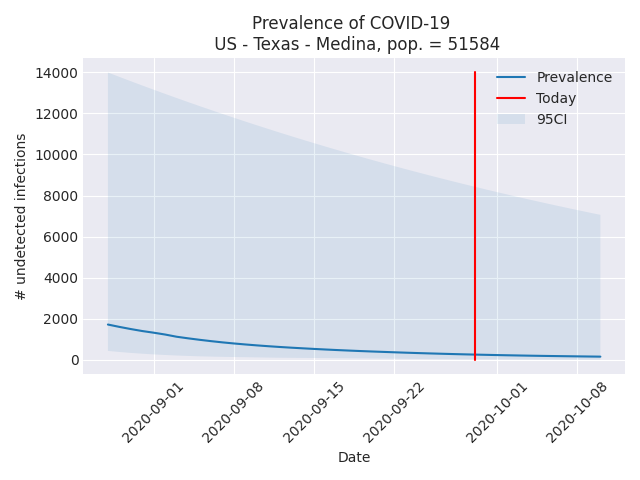 Prevalence of COVID-19
US - Texas - Medina, pop. = 51584
14000
12000
10000
8000
6000
4000
2000
0
# undetected infections
Prevalence
Today
95CI
2020-09-01
2020-09-08
2020-09-15
2020-09-22
2020-10-01
2020-10-08
Date